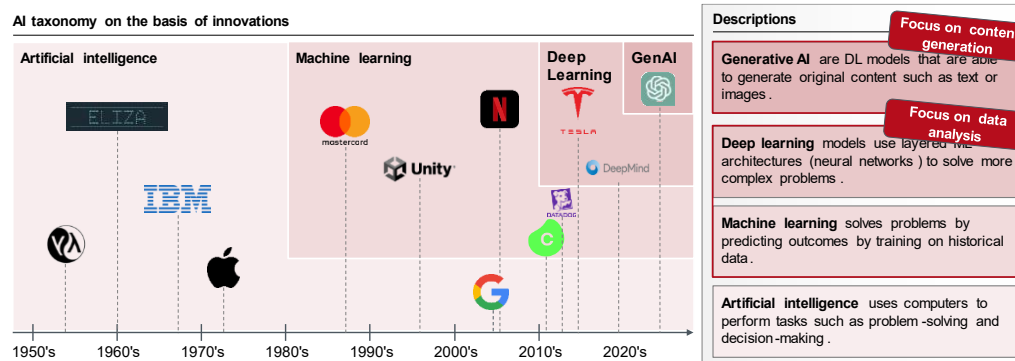 AI taxonomy on the basis of innovations
Artificial intelligence
Machine learning
Deep
Learning
GenAI
ELIZA
mastercard
N
TESLA
Unity
DeepMind
IBM
DATADOG
C
G
1950's
1960's
1970's
1980's
1990's
2000's
2010's
2020's
Descriptions
Focus on conten
generation
Generative AI are DL models that are able
to generate original content such as text or
images.
Focus on data
analysis
Deep learning models use layered ML
architectures (neural networks ) to solve more
complex problems .
Machine learning solves problems by
predicting outcomes by training on historical
data .
Artificial intelligence uses computers to
perform tasks such as problem -solving and
decision-making .